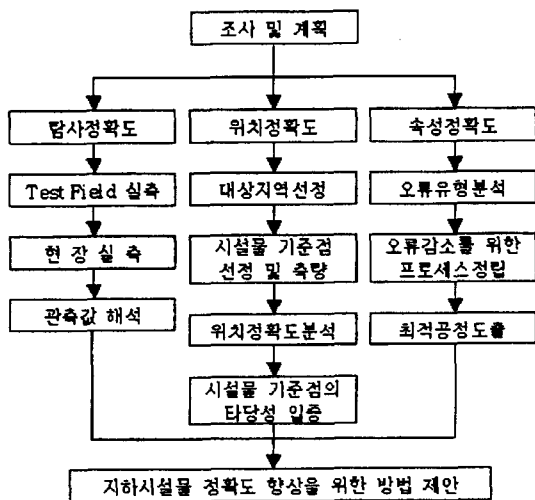 조사 및 계획
탐사정확도
위치정확도
속성정확도
Test Field 실측
대상지역선정
오류유형분석
현 장 실 측
시설물 기준점
선정 및 측량
오류감소를 위한
프로세스정립
관측값 해석
위치정확도분석
최적공정도출
시설물 기준점의
타당성 입증
지하시설물 정확도 향상을 위한 방법 제안